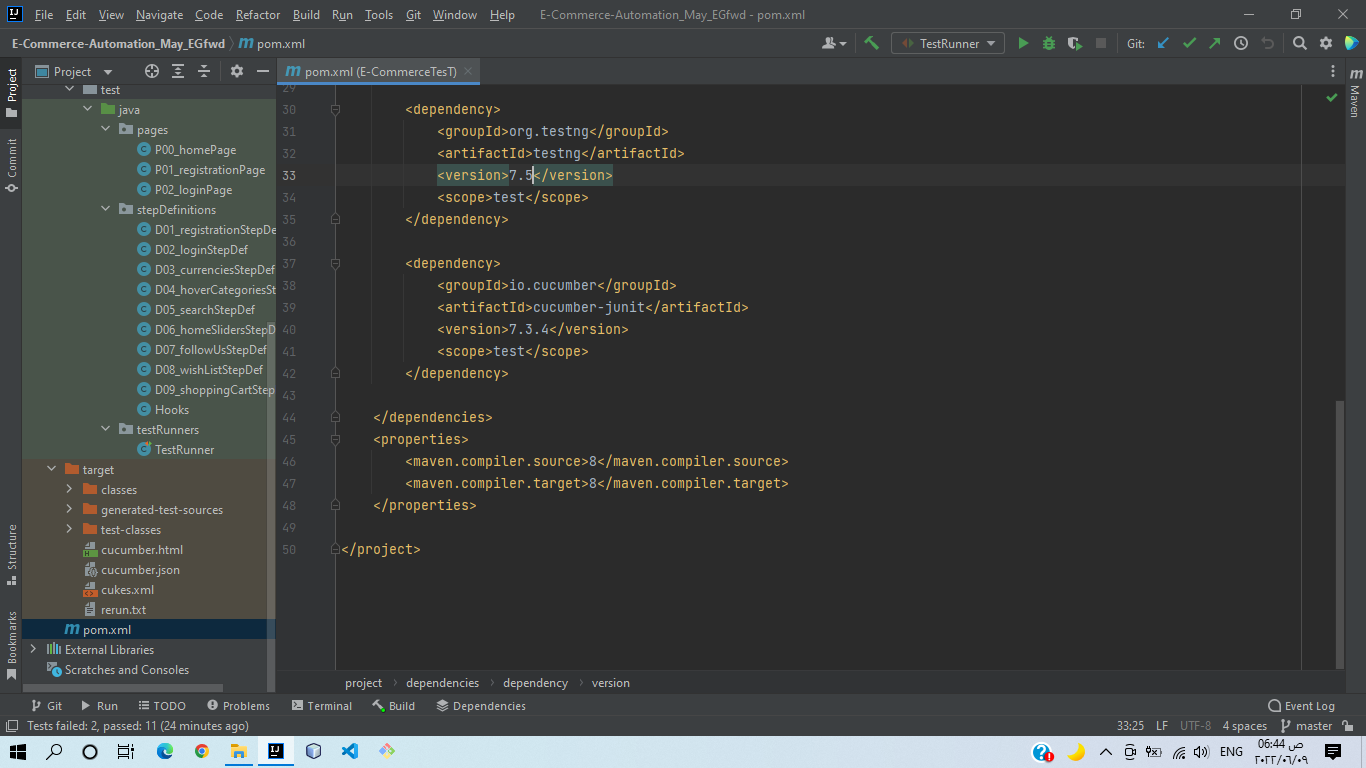 File Edit View Navigate Code Refactor Build Run Tools Git Window Help E-Commerce-Automation_May_EGfwd - pom.xml
E-Commerce-Automation_May_EGfwd pom.xml TestRunner Git:
Project
pom.xml (E-CommerceTesT)
Project
Commit
Structure
Bookmarks
test
java
pages
P00_homePage
P01_registrationPage
P02_loginPage
stepDefinitions
D01_registrationStepDe
D02_loginStepDef
D03_currenciesStepDef
D04_hoverCategoriesSt
D05_searchStepDef
D06_homeSlidersStepD
D07_followUsStepDef
D08_wishListStepDef
D09_shoppingCartStep
Hooks
testRunners
TestRunner
target
classes
generated-test-sources
test-classes
cucumber.html
cucumber.json
cukes.xml
rerun.txt
pom.xml
External Libraries
Scratches and Consoles
29
30 <dependency>
31 <groupId>org.testng</groupId>
32 <artifactId>testng</artifactId>
33 <version>7.5</version>
34 <scope>test</scope>
35 </dependency>
36
37 <dependency>
38 <groupId>io.cucumber</groupId>
39 <artifactId>cucumber-junit</artifactId>
40 <version>7.3.4</version>
41 <scope>test</scope>
42 </dependency>
43
44 </dependencies>
45 <properties>
46 <maven.compiler.source>8</maven.compiler.source>
47 <maven.compiler.target>8</maven.compiler.target>
48 </properties>
49
50 </project>
Maven
project dependencies dependency version
Git Run TODO Problems Terminal Build Dependencies Event Log
Tests failed: 2, passed: 11 (24 minutes ago) 33:25 LF UTF-8 4 spaces master
ENG
06:44 ص
٢٠٢٢/٠٦/٠٩